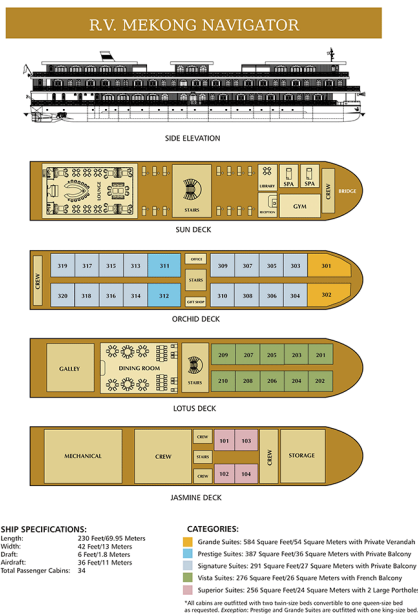 R.V. MEKONG NAVIGATOR
SIDE ELEVATION
LOUNGE
STAIRS
LIBRARY
RECEPTION
SPA
SPA
GYM
CREW
BRIDGE
SUN DECK
CREW
319
317
315
313
311
OFFICE
309
307
305
303
301
STAIRS
320
318
316
314
312
GIFT SHOP
310
308
306
304
302
ORCHID DECK
GALLEY
DINING ROOM
STAIRS
209
207
205
203
201
210
208
206
204
202
LOTUS DECK
MECHANICAL
CREW
CREW
STAIRS
CREW
101
103
102
104
CREW
STORAGE
JASMINE DECK
SHIP SPECIFICATIONS:
Length: 230 Feet/69.95 Meters
Width: 42 Feet/13 Meters
Draft: 6 Feet/1.8 Meters
Airdraft: 36 Feet/11 Meters
Total Passenger Cabins: 34
CATEGORIES:
Grande Suites: 584 Square Feet/54 Square Meters with Private Verandah
Prestige Suites: 387 Square Feet/36 Square Meters with Private Balcony
Signature Suites: 291 Square Feet/27 Square Meters with Private Balcony
Vista Suites: 276 Square Feet/26 Square Meters with French Balcony
Superior Suites: 256 Square Feet/24 Square Meters with 2 Large Portholes
*All cabins are outfitted with two twin-size beds convertible to one queen-size bed
as requested. Exception: Prestige and Grande Suites are outfitted with one king-size bed.